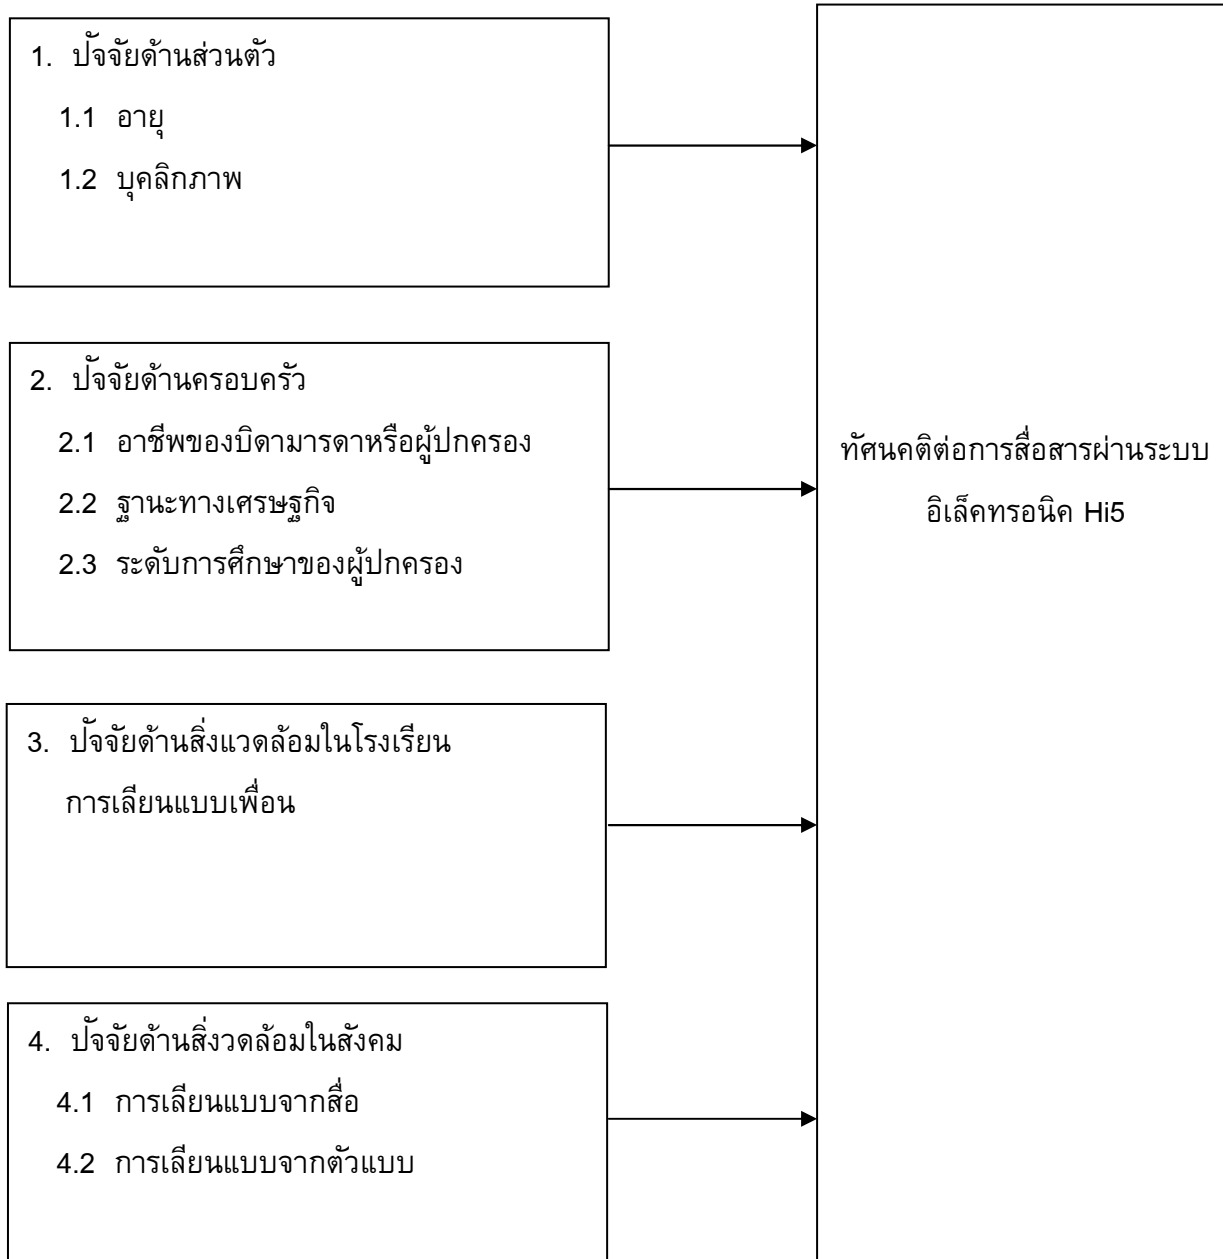 1. ปัจจัยด้านส่วนตัว
1.1 อายุ
1.2 บุคลิกภาพ
2. ปัจจัยด้านครอบครัว
2.1 อาชีพของบิดามารดาหรือผู้ปกครอง
2.2 ฐานะทางเศรษฐกิจ
2.3 ระดับการศึกษาของผู้ปกครอง
3. ปัจจัยด้านสิ่งแวดล้อมในโรงเรียน
การเลียนแบบเพื่อน
4. ปัจจัยด้านสิ่งวดล้อมในสังคม
4.1 การเลียนแบบจากสื่อ
4.2 การเลียนแบบจากตัวแบบ
ทัศนคติต่อการสื่อสารผ่านระบบ
อิเล็คทรอนิค Hi5